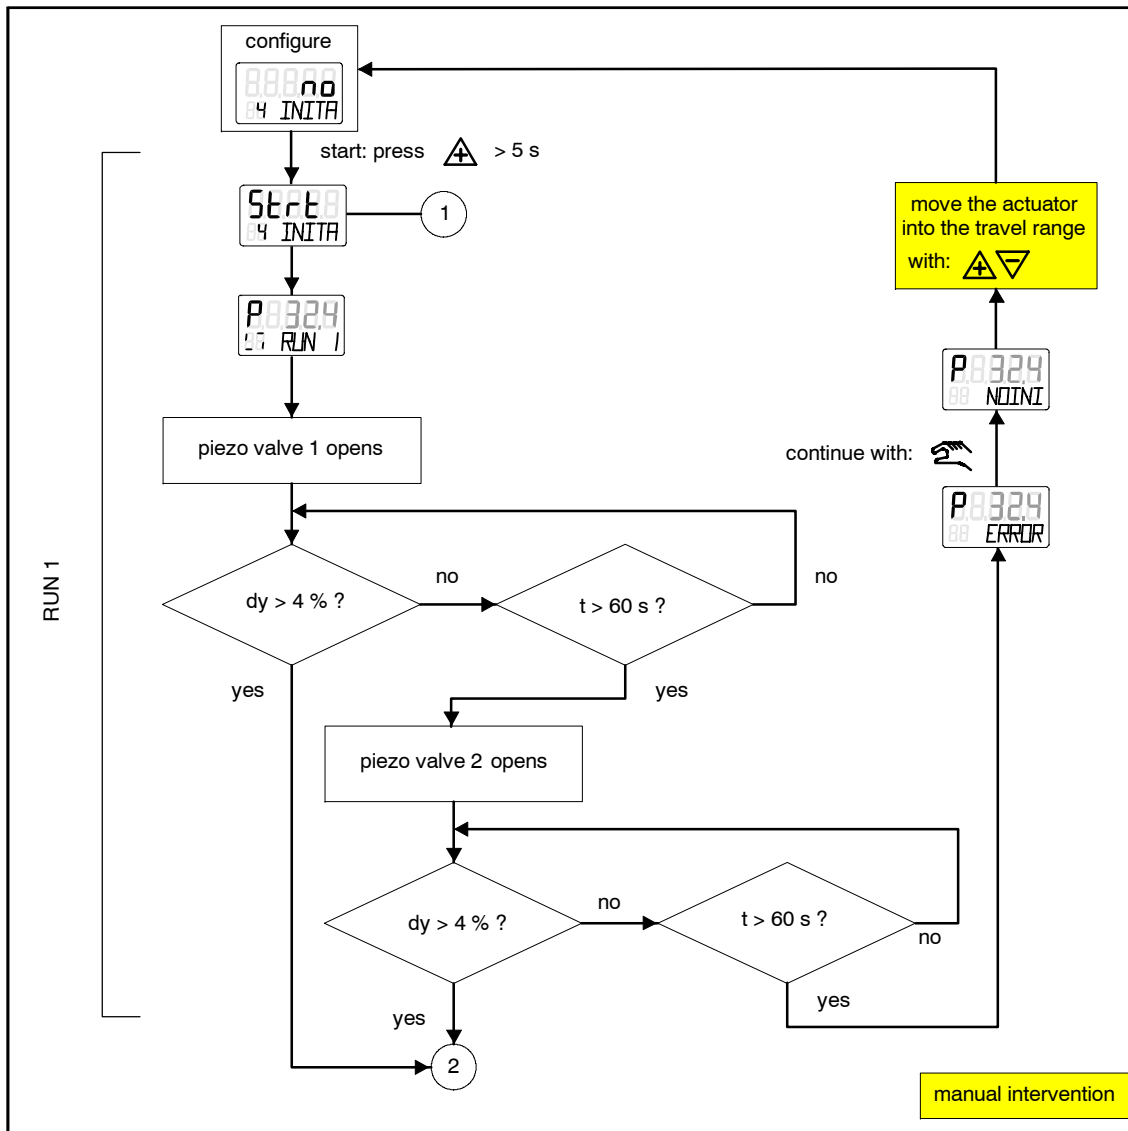 configure
no
4 INITA
start: press > 5 s
Strt
4 INITA
1
P 32.4
RUN 1
piezo valve 1 opens
RUN 1
dy > 4 % ?
no
t > 60 s ?
no
yes
yes
piezo valve 2 opens
dy > 4 % ?
no
t > 60 s ?
no
yes
yes
2
move the actuator
into the travel range
with:
P 32.4
NOINI
continue with:
P 32.4
ERROR
manual intervention